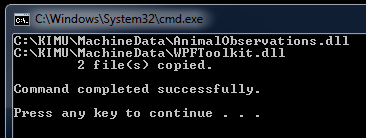 C:\Windows\System32\cmd.exe
C:\KIMU\MachineData\AnimalObservations.dll
C:\KIMU\MachineData\WPFToolkit.dll
        2 file(s) copied.
Command completed successfully.
Press any key to continue . . .